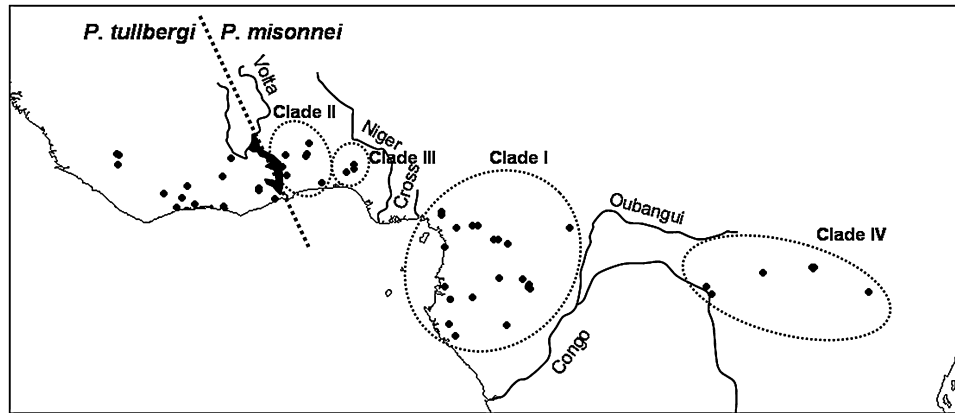 P. tullbergi P. misonnei
Volta
Clade II
Niger
Clade III
Cross
Clade I
Oubangui
Clade IV
Congo